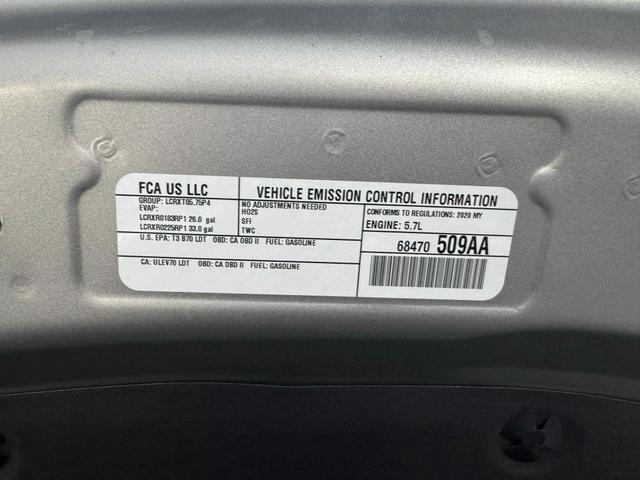 FCA US LLC
VEHICLE EMISSION CONTROL INFORMATION
GROUP: LCRXT05.75P4
EVAP:
LCRXR0183RP1 26.0 gal
LCRXR0225RP1 33.0 gal
NO ADJUSTMENTS NEEDED
HO2S
SFI
TWC
CONFORMS TO REGULATIONS: 2020 MY
ENGINE: 5.7L
U.S. EPA: T3 B70 LDT OBD: CA OBD II FUEL: GASOLINE
CA: ULEV70 LDT OBD: CA OBD II FUEL: GASOLINE
68470 509AA